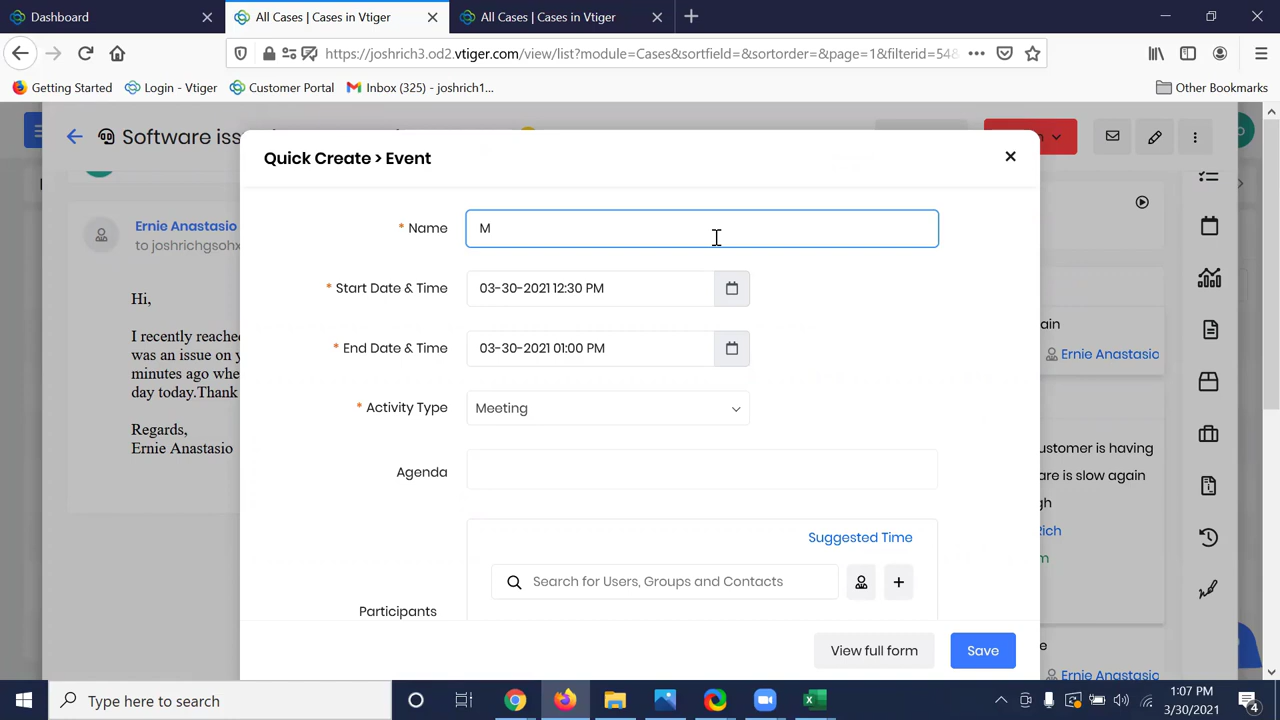 Dashboard
All Cases | Cases in Vtiger
All Cases | Cases in Vtiger
https://joshrich3.od2.vtiger.com/view/list?module=Cases&sortfield=&sortorder=&page=1&filterid=548
Getting Started
Login - Vtiger
Customer Portal
Inbox (325) - joshrich1...
Other Bookmarks
Software iss
Quick Create > Event
Ernie Anastasio
to joshrichgsohx
Hi,
I recently reache
was an issue on y
minutes ago whe
day today.Thank
Regards,
Ernie Anastasio
* Name
M
* Start Date & Time
03-30-2021 12:30 PM
* End Date & Time
03-30-2021 01:00 PM
* Activity Type
Meeting
Agenda
Suggested Time
Search for Users, Groups and Contacts
Participants
View full form
Save
ain
Ernie Anastasio
ustomer is having
are is slow again
gh
Rich
m
e
Ernie Anastasio
Type here to search
1:07 PM
3/30/2021
4